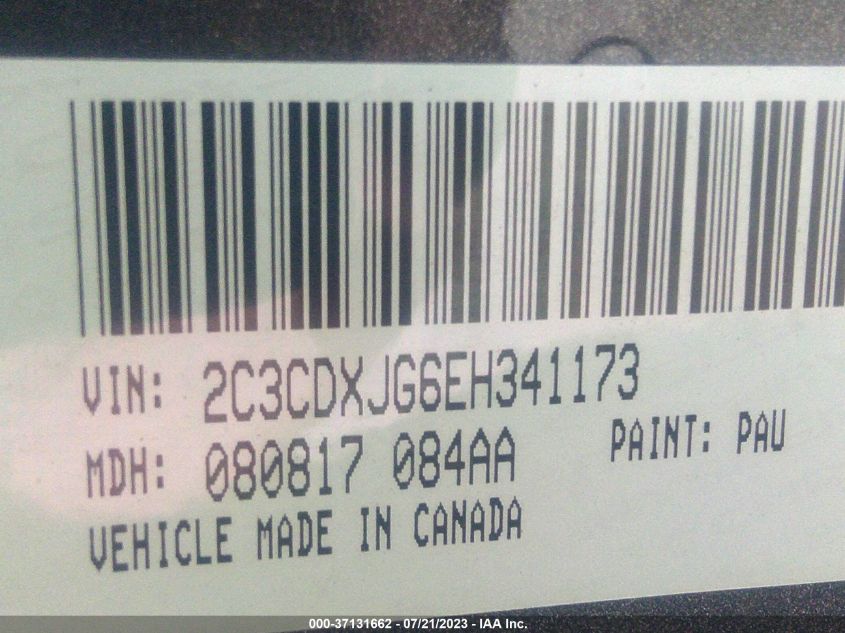 VIN: 2C3CDXJG6EH341173
MDH: 080817 084AA PAINT: PAU
VEHICLE MADE IN CANADA
000-37131662 - 07/21/2023 - IAA Inc.